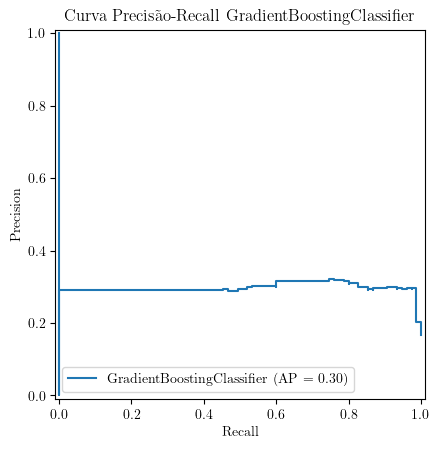 Curva Precisão-Recall GradientBoostingClassifier
1.0
0.8
0.6
0.4
0.2
0.0
Precision
GradientBoostingClassifier (AP = 0.30)
0.0 0.2 0.4 0.6 0.8 1.0
Recall